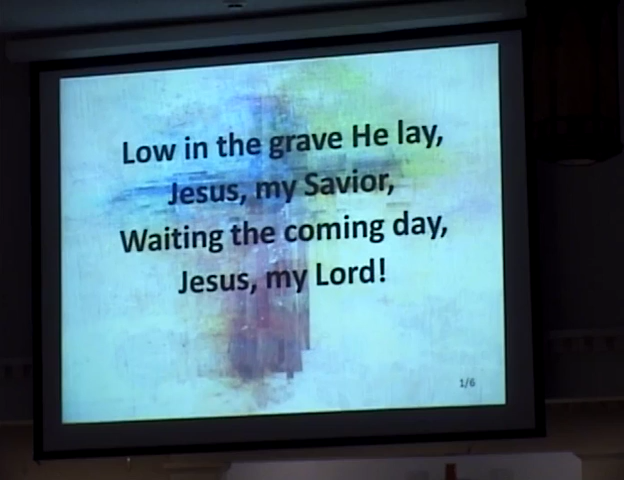 Low in the grave He lay,
Jesus, my Savior,
Waiting the coming day,
Jesus, my Lord!
1/6